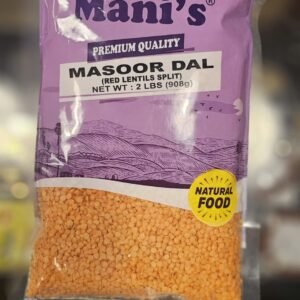 Mani's®
PREMIUM QUALITY
MASOOR DAL
(RED LENTILS SPLIT)
NET WT : 2 LBS (908g)
NATURAL
FOOD